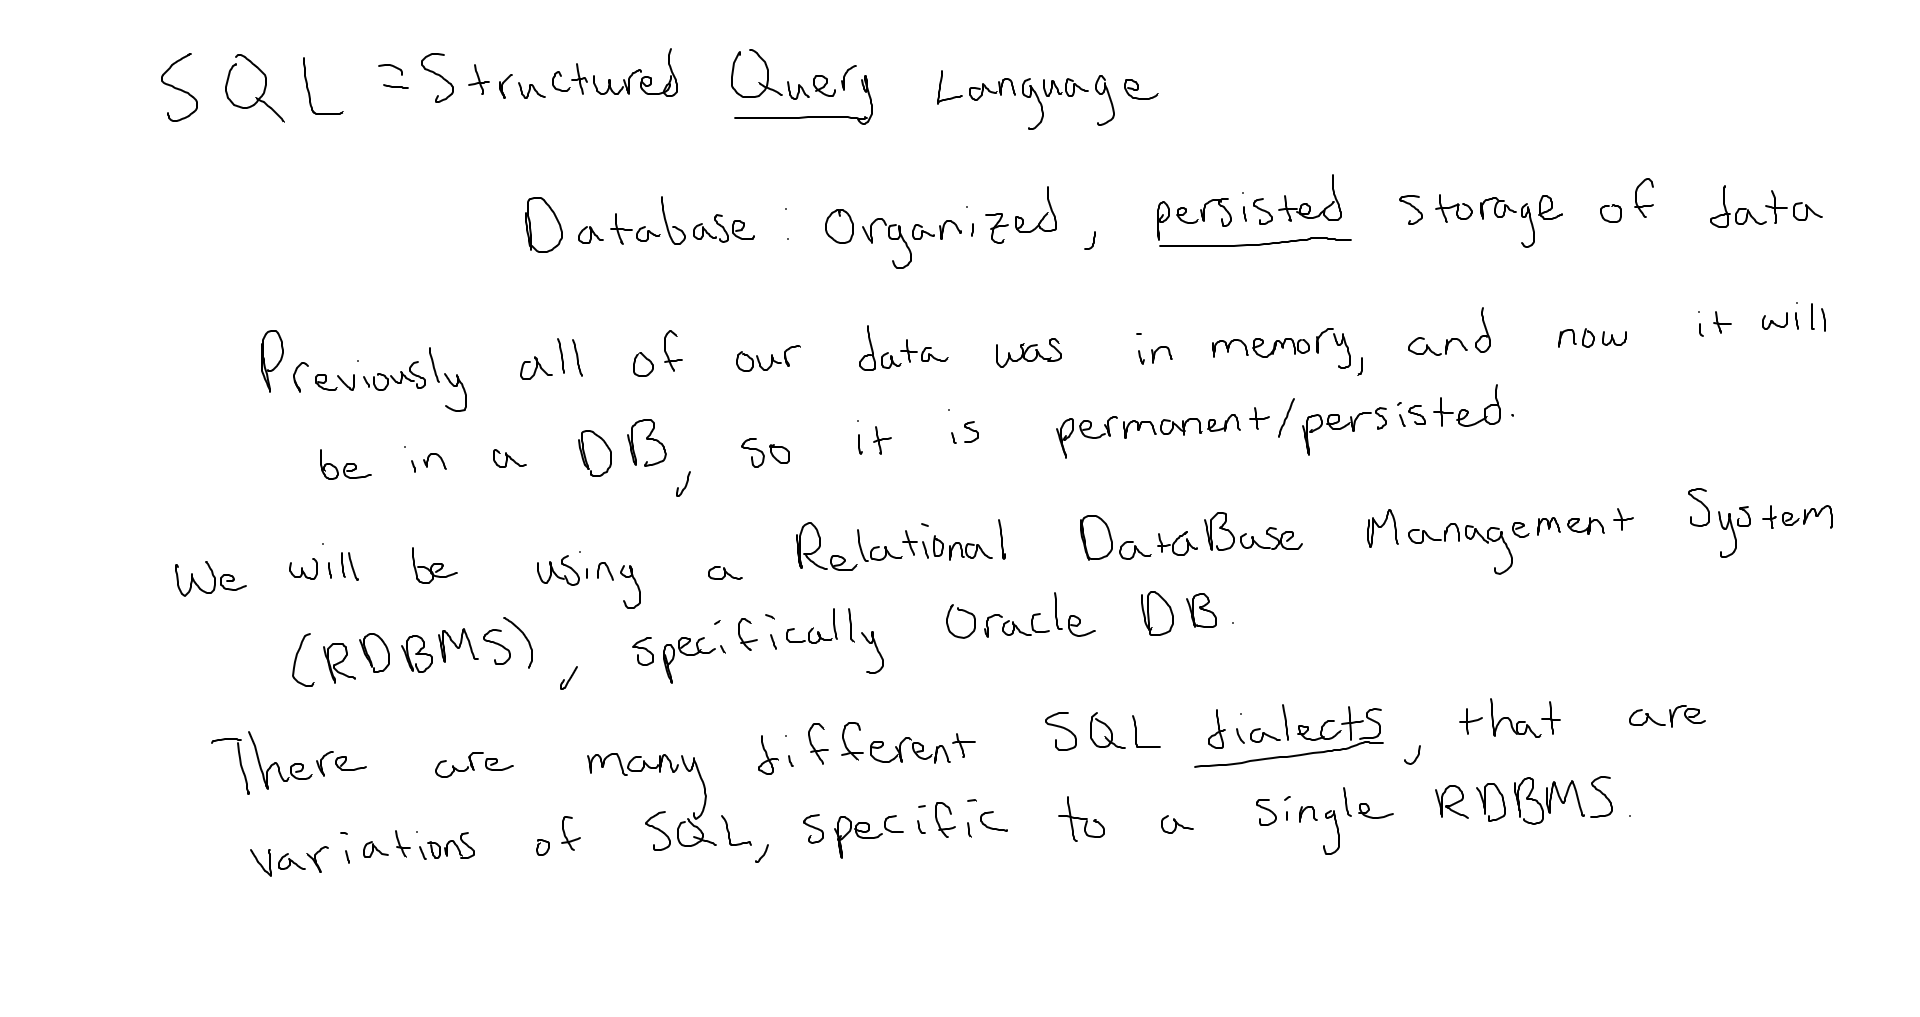 SQL = Structured Query Language
Database: Organized, persisted storage of data
Previously all of our data was in memory, and now it will
be in a DB, so it is permanent/persisted.
We will be using a Relational DataBase Management System
(RDBMS), specifically Oracle DB.
There are many different SQL dialects, that are
variations of SQL, specific to a single RDBMS.